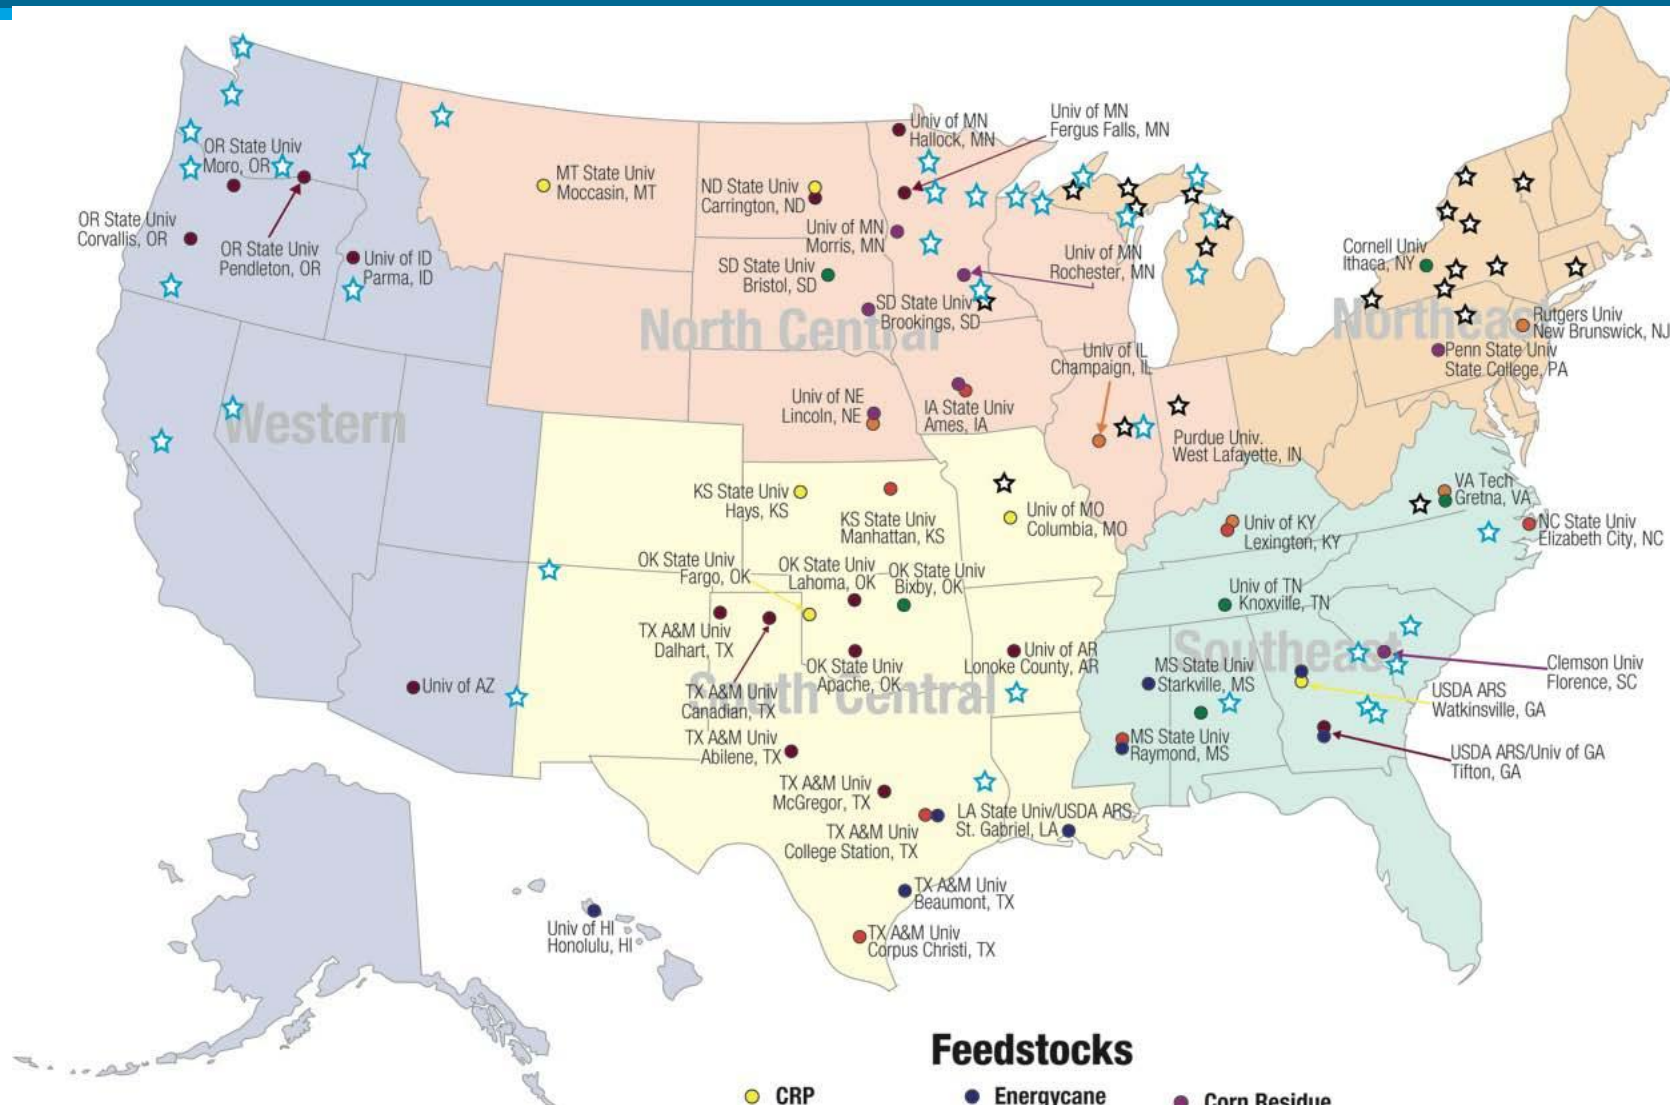 OR State Univ
Moro, OR
OR State Univ
Corvallis, OR
OR State Univ
Pendleton, OR
Univ of ID
Parma, ID
MT State Univ
Moccasin, MT
ND State Univ
Carrington, ND
Univ of MN
Hallock, MN
Univ of MN
Fergus Falls, MN
Univ of MN
Morris, MN
Univ of MN
Rochester, MN
SD State Univ
Bristol, SD
SD State Univ
Brookings, SD
North Central
Univ of IL
Champaign, IL
Univ of NE
Lincoln, NE
IA State Univ
Ames, IA
Purdue Univ.
West Lafayette, IN
Cornell Univ
Ithaca, NY
Northeast
Rutgers Univ
New Brunswick, NJ
Penn State Univ
State College, PA
Western
KS State Univ
Hays, KS
KS State Univ
Manhattan, KS
Univ of MO
Columbia, MO
VA Tech
Gretna, VA
NC State Univ
Elizabeth City, NC
Univ of KY
Lexington, KY
OK State Univ
Fargo, OK
OK State Univ
Lahoma, OK
OK State Univ
Bixby, OK
Univ of TN
Knoxville, TN
TX A&M Univ
Dalhart, TX
OK State Univ
Apache, OK
Univ of AR
Lonoke County, AR
Southeast
MS State Univ
Starkville, MS
Clemson Univ
Florence, SC
Univ of AZ
TX A&M Univ
Canadian, TX
South Central
USDA ARS
Watkinsville, GA
TX A&M Univ
Abilene, TX
MS State Univ
Raymond, MS
USDA ARS/Univ of GA
Tifton, GA
TX A&M Univ
McGregor, TX
TX A&M Univ
College Station, TX
LA State Univ/USDA ARS
St. Gabriel, LA
TX A&M Univ
Beaumont, TX
Univ of HI
Honolulu, HI
TX A&M Univ
Corpus Christi, TX
Feedstocks
CRP
Energycane
Corn Residue